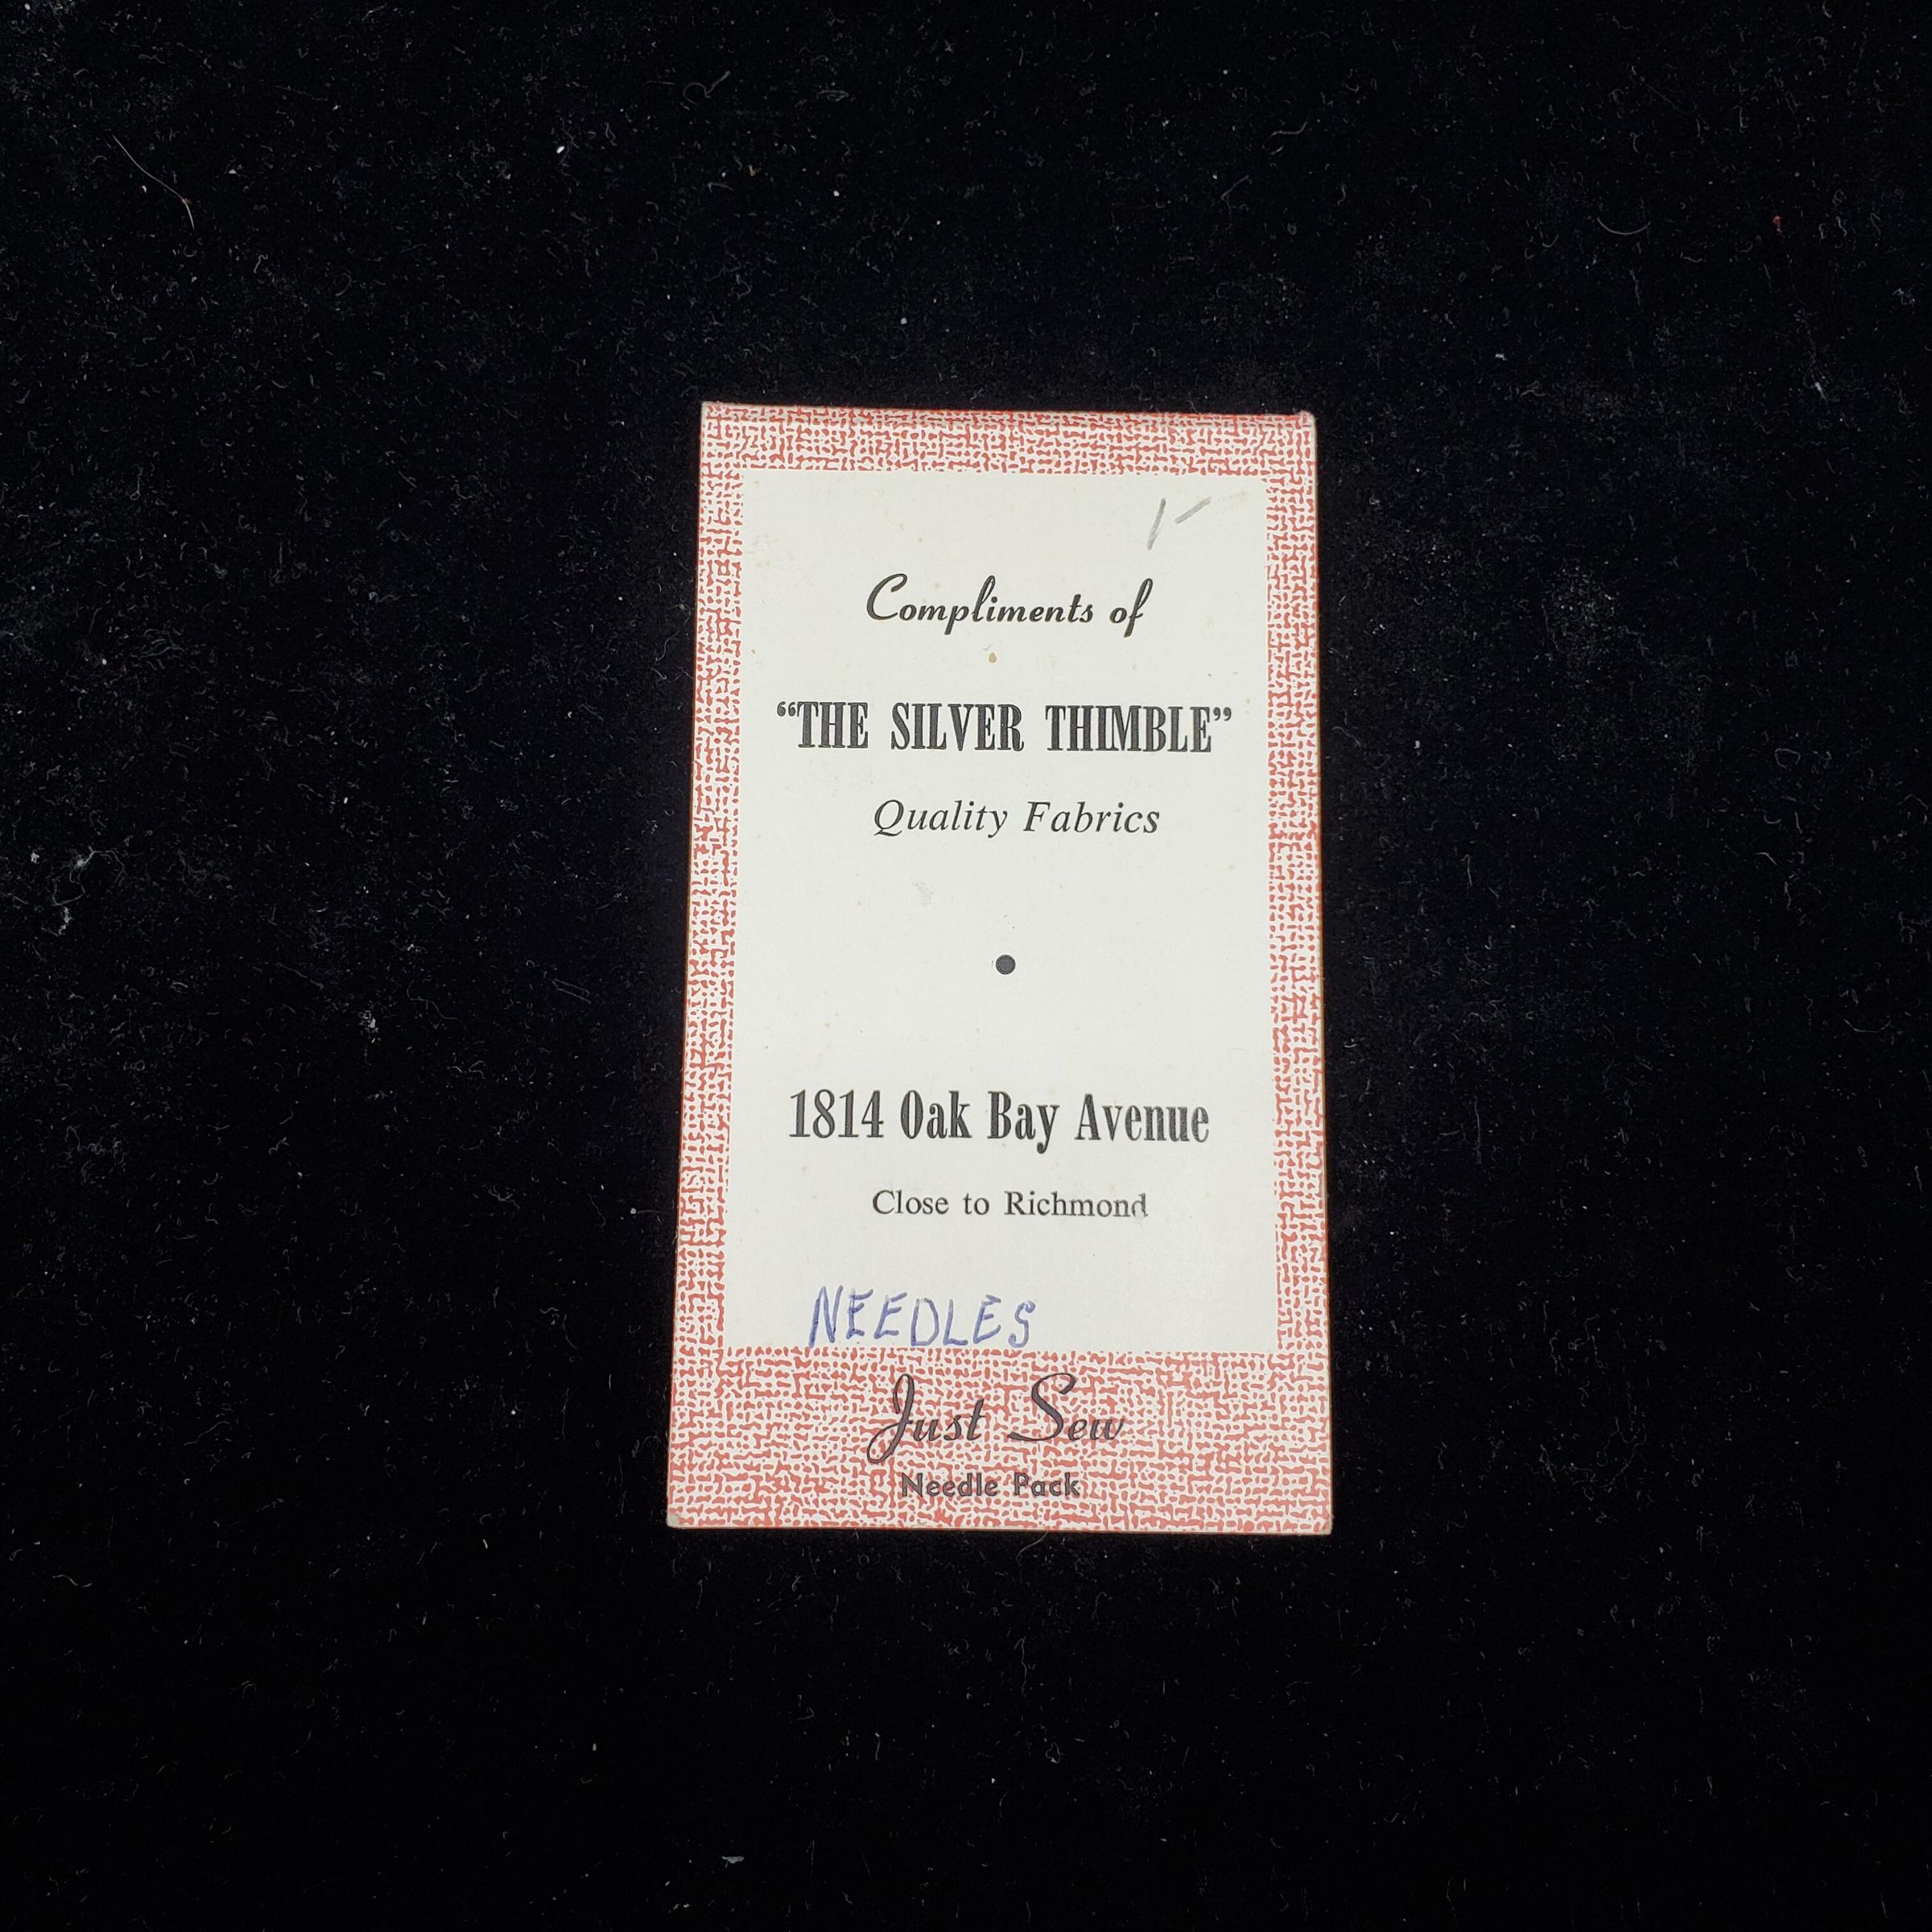 1-
Compliments of
“THE SILVER THIMBLE”
Quality Fabrics
•
1814 Oak Bay Avenue
Close to Richmond
NEEDLES
Just Sew
Needle Pack